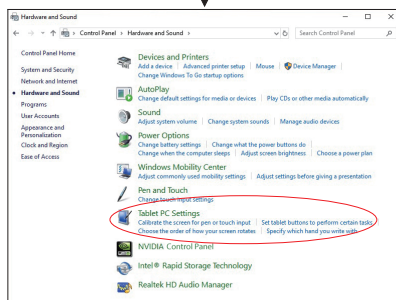 Hardware and Sound
Control Panel > Hardware and Sound >
Search Control Panel
Control Panel Home
System and Security
Network and Internet
Hardware and Sound
Programs
User Accounts
Appearance and
Personalization
Clock and Region
Ease of Access
Devices and Printers
Add a device | Advanced printer setup | Mouse | Device Manager |
Change Windows To Go startup options
AutoPlay
Change default settings for media or devices | Play CDs or other media automatically
Sound
Adjust system volume | Change system sounds | Manage audio devices
Power Options
Change battery settings | Change what the power buttons do |
Change when the computer sleeps | Adjust screen brightness | Choose a power plan
Windows Mobility Center
Adjust commonly used mobility settings | Adjust settings before giving a presentation
Pen and Touch
Change touch input settings
Tablet PC Settings
Calibrate the screen for pen or touch input | Set tablet buttons to perform certain tasks
Choose the order of how your screen rotates | Specify which hand you write with
NVIDIA Control Panel
Intel® Rapid Storage Technology
Realtek HD Audio Manager